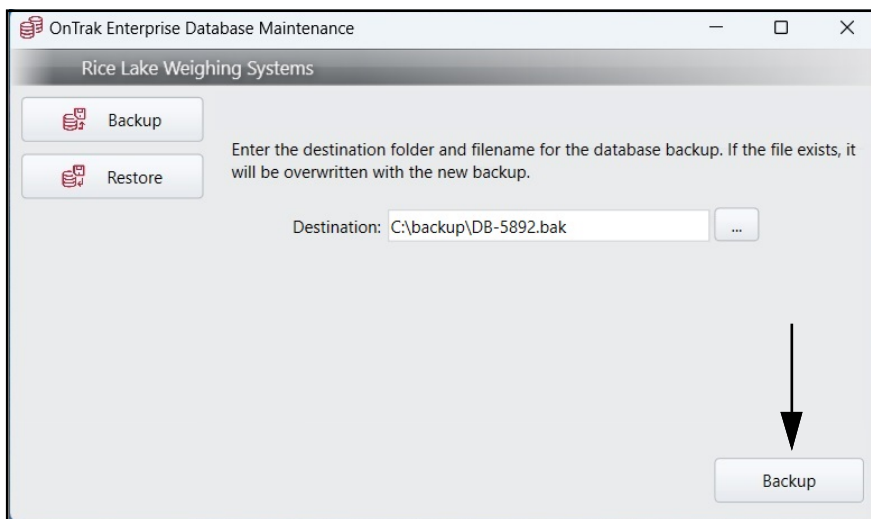 OnTrak Enterprise Database Maintenance
Rice Lake Weighing Systems
Backup
Restore
Enter the destination folder and filename for the database backup. If the file exists, it
will be overwritten with the new backup.
Destination: C:\backup\DB-5892.bak ...
Backup